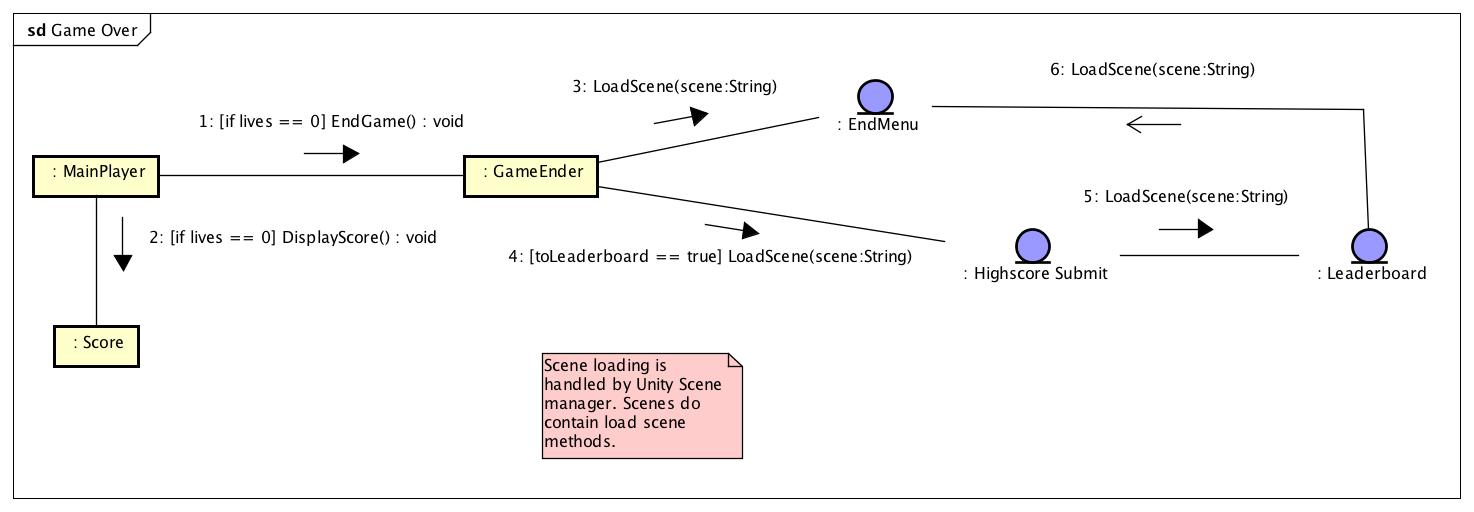 sd Game Over
6: LoadScene(scene:String)
3: LoadScene(scene:String)
1: [if lives == 0] EndGame() : void
: EndMenu
: MainPlayer
: GameEnder
5: LoadScene(scene:String)
2: [if lives == 0] DisplayScore() : void
4: [toLeaderboard == true] LoadScene(scene:String)
: Highscore Submit
: Leaderboard
: Score
Scene loading is
handled by Unity Scene
manager. Scenes do
contain load scene
methods.